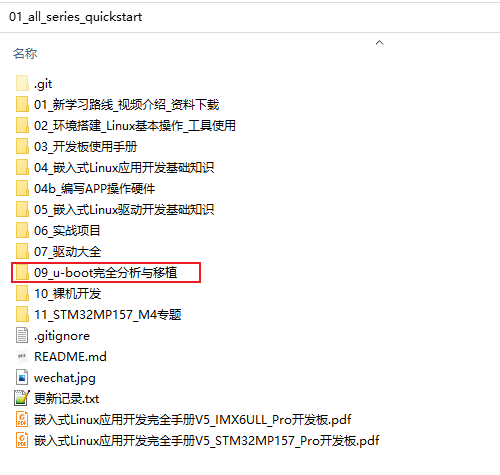 01_all_series_quickstart
名称
.git
01_新学习路线_视频介绍_资料下载
02_环境搭建_Linux基本操作_工具使用
03_开发板使用手册
04_嵌入式Linux应用开发基础知识
04b_编写APP操作硬件
05_嵌入式Linux驱动开发基础知识
06_实战项目
07_驱动大全
09_u-boot完全分析与移植
10_裸机开发
11_STM32MP157_M4专题
.gitignore
README.md
wechat.jpg
更新记录.txt
嵌入式Linux应用开发完全手册V5_IMX6ULL_Pro开发板.pdf
嵌入式Linux应用开发完全手册V5_STM32MP157_Pro开发板.pdf